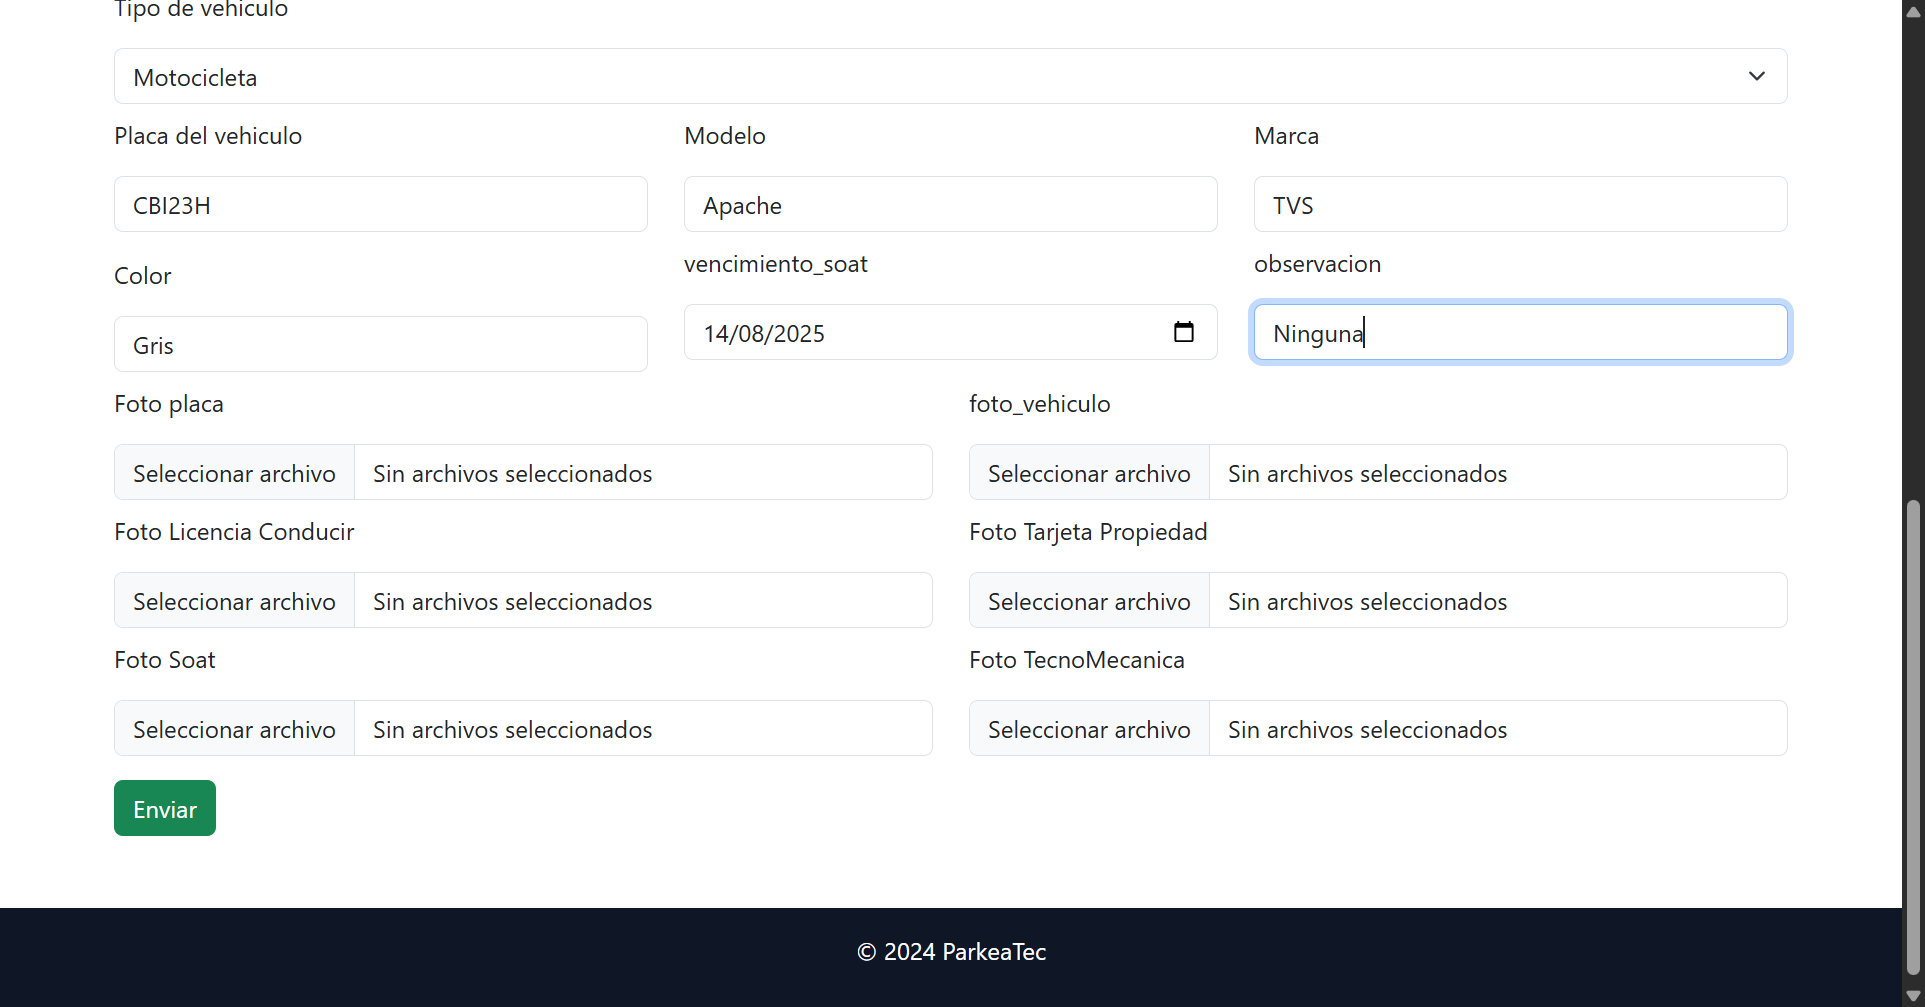 Tipo de vehiculo
Motocicleta
Placa del vehiculo
Modelo
Marca
CBI23H
Apache
TVS
Color
vencimiento_soat
observacion
Gris
14/08/2025
Ninguna
Foto placa
foto_vehiculo
Seleccionar archivo Sin archivos seleccionados
Seleccionar archivo Sin archivos seleccionados
Foto Licencia Conducir
Foto Tarjeta Propiedad
Seleccionar archivo Sin archivos seleccionados
Seleccionar archivo Sin archivos seleccionados
Foto Soat
Foto TecnoMecanica
Seleccionar archivo Sin archivos seleccionados
Seleccionar archivo Sin archivos seleccionados
Enviar
© 2024 ParkeaTec